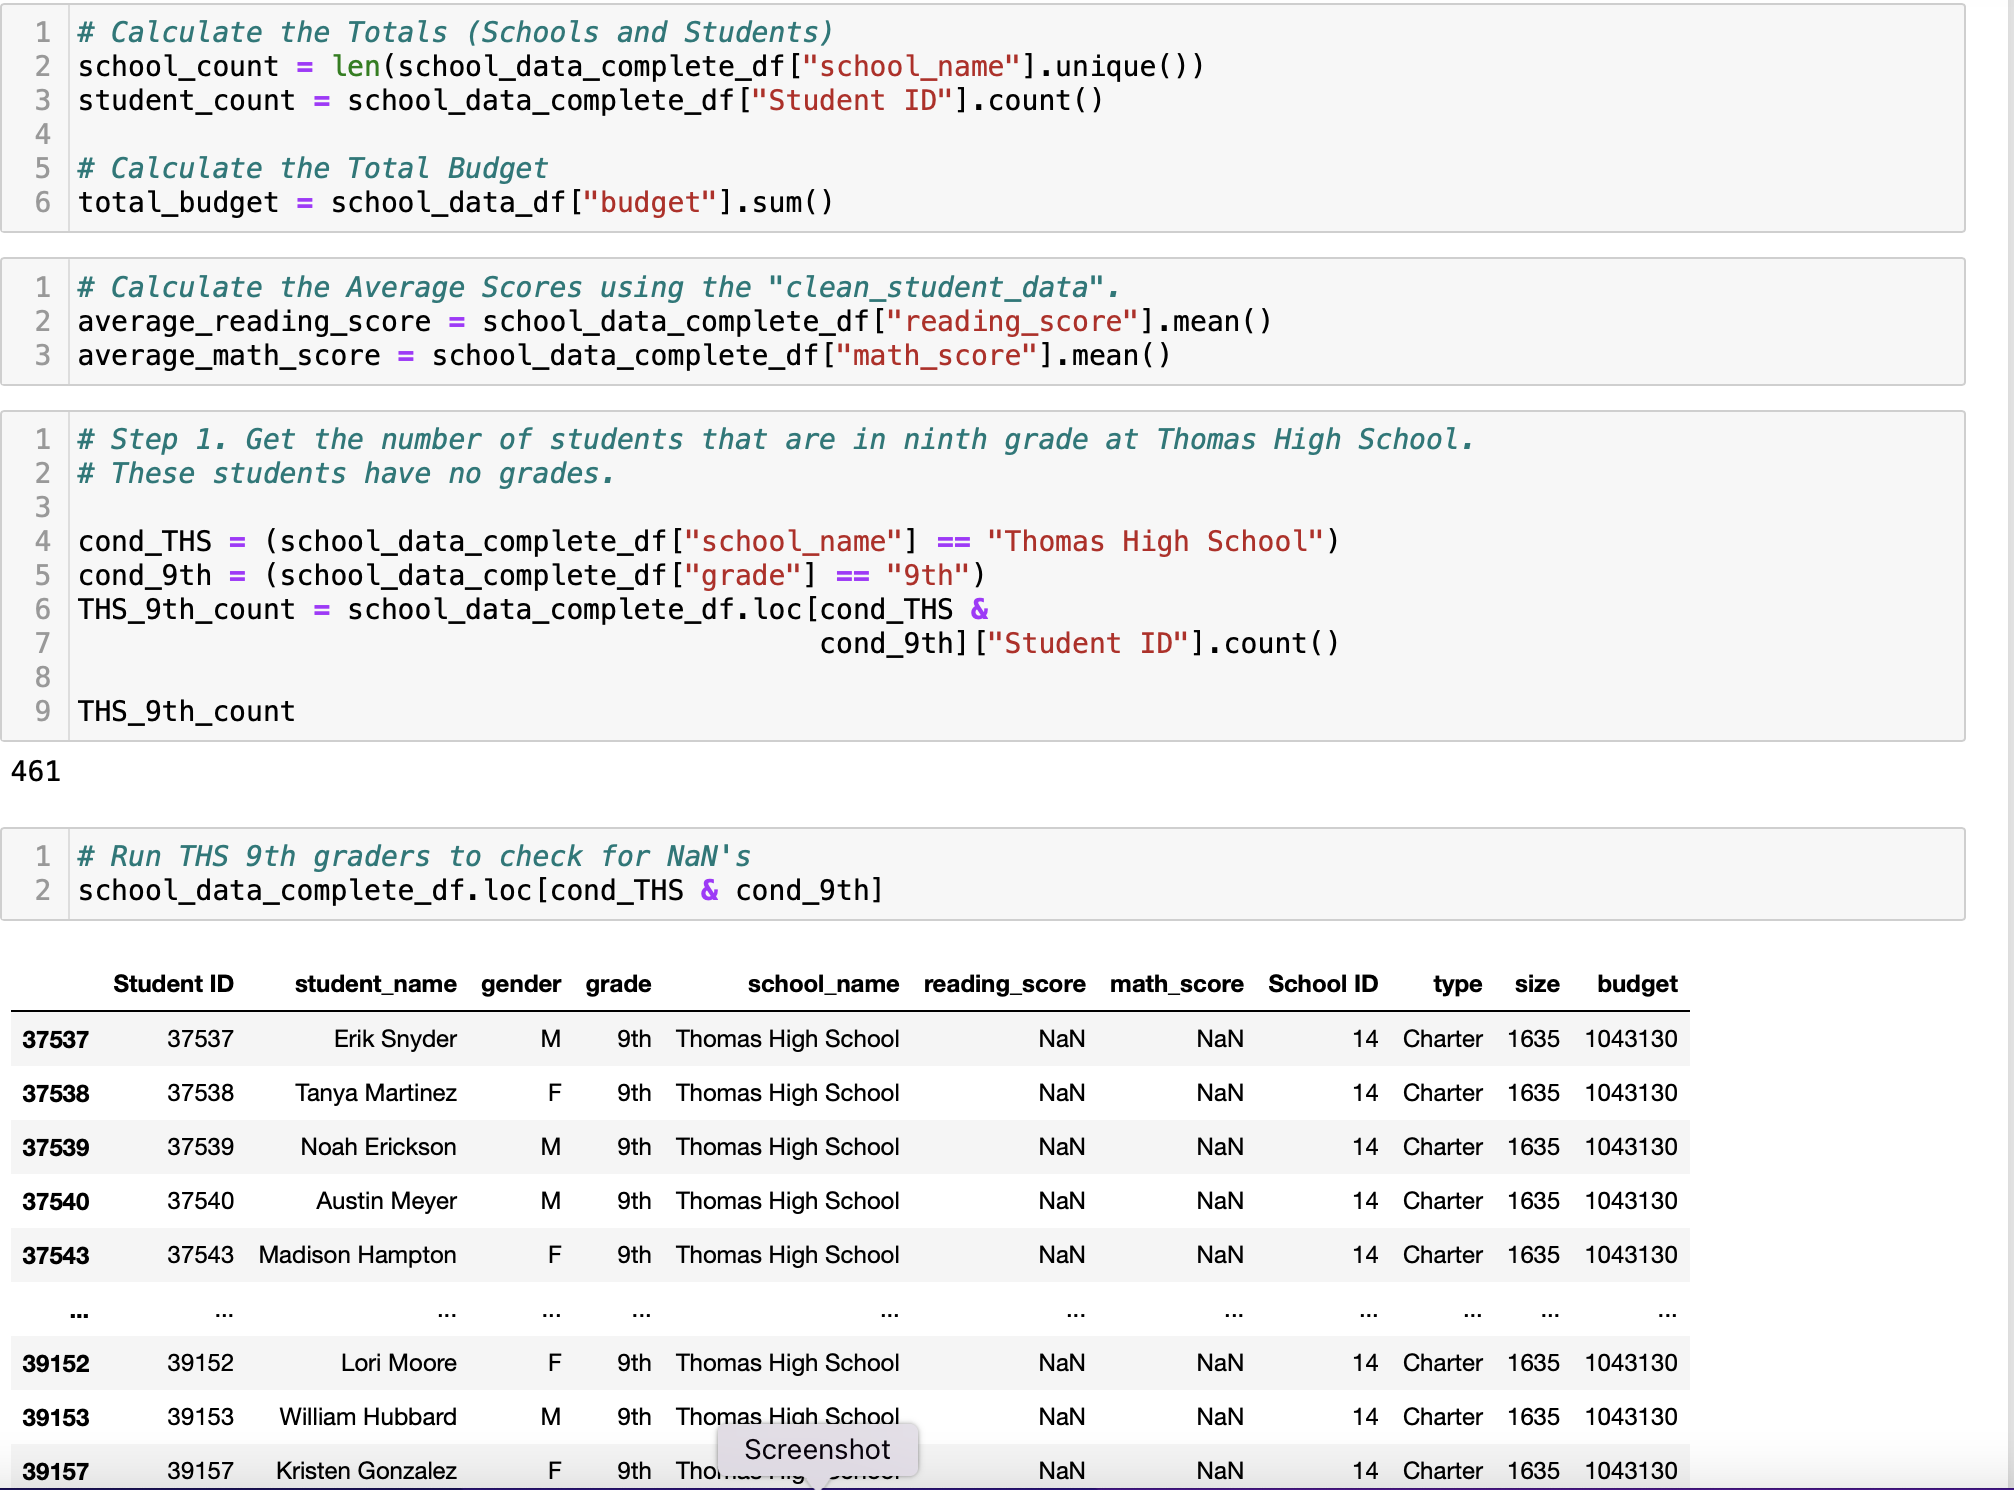 1 # Calculate the Totals (Schools and Students)
2 school_count = len(school_data_complete_df["school_name"].unique())
3 student_count = school_data_complete_df["Student ID"].count()
4
5 # Calculate the Total Budget
6 total_budget = school_data_df["budget"].sum()
1 # Calculate the Average Scores using the "clean_student_data".
2 average_reading_score = school_data_complete_df["reading_score"].mean()
3 average_math_score = school_data_complete_df["math_score"].mean()
1 # Step 1. Get the number of students that are in ninth grade at Thomas High School.
2 # These students have no grades.
3
4 cond_THS = (school_data_complete_df["school_name"] == "Thomas High School")
5 cond_9th = (school_data_complete_df["grade"] == "9th")
6 THS_9th_count = school_data_complete_df.loc[cond_THS &
7 cond_9th]["Student ID"].count()
8
9 THS_9th_count
461
1 # Run THS 9th graders to check for NaN's
2 school_data_complete_df.loc[cond_THS & cond_9th]
Student ID student_name gender grade school_name reading_score math_score School ID type size budget
37537 37537 Erik Snyder M 9th Thomas High School NaN NaN 14 Charter 1635 1043130
37538 37538 Tanya Martinez F 9th Thomas High School NaN NaN 14 Charter 1635 1043130
37539 37539 Noah Erickson M 9th Thomas High School NaN NaN 14 Charter 1635 1043130
37540 37540 Austin Meyer M 9th Thomas High School NaN NaN 14 Charter 1635 1043130
37543 37543 Madison Hampton F 9th Thomas High School NaN NaN 14 Charter 1635 1043130
... ... ... ... ... ... ... ... ... ... ... ...
39152 39152 Lori Moore F 9th Thomas High School NaN NaN 14 Charter 1635 1043130
39153 39153 William Hubbard M 9th Thomas High School NaN NaN 14 Charter 1635 1043130
Screenshot
39157 39157 Kristen Gonzalez F 9th Thomas High School NaN NaN 14 Charter 1635 1043130